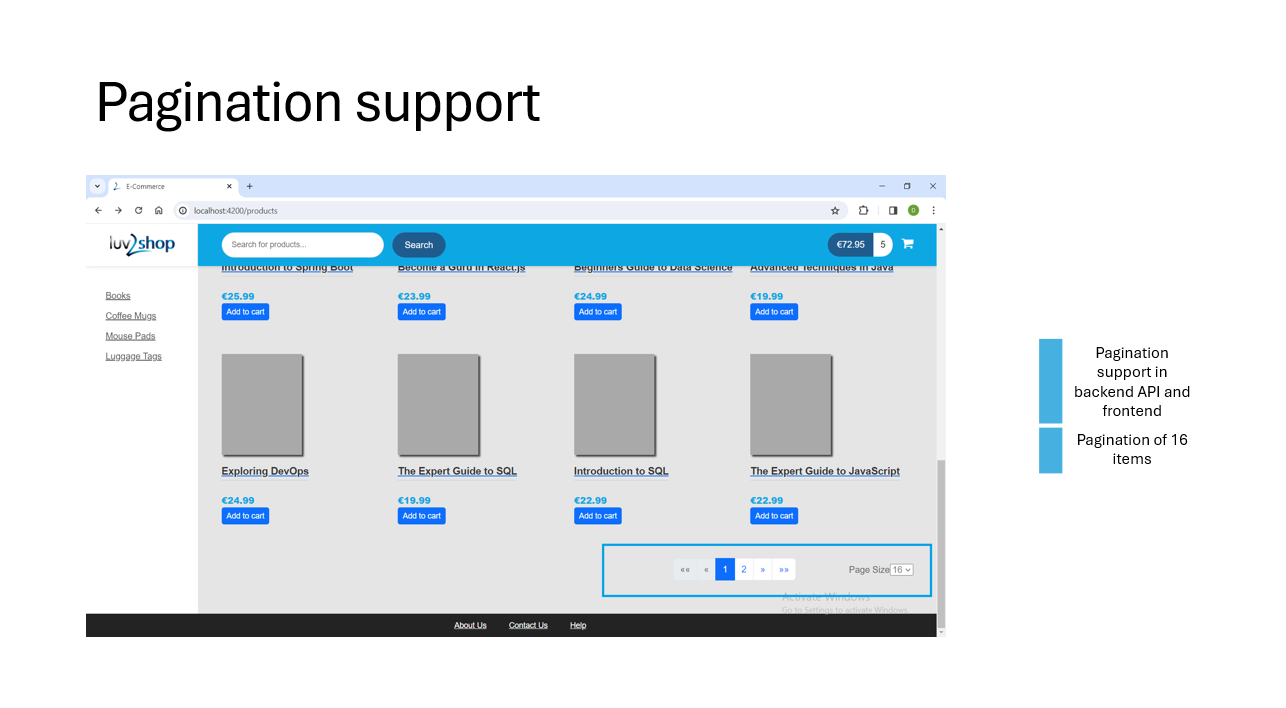 Pagination support
E-Commerce
localhost:4200/products
luv2shop
Search for products...
Search
€72.95 5
Introduction to Spring Boot
Become a Guru in React.js
Beginners Guide to Data Science
Advanced Techniques in Java
Books
Coffee Mugs
Mouse Pads
Luggage Tags
€25.99 €23.99 €24.99 €19.99
Add to cart Add to cart Add to cart Add to cart
Exploring DevOps
The Expert Guide to SQL
Introduction to SQL
The Expert Guide to JavaScript
€24.99 €19.99 €22.99 €22.99
Add to cart Add to cart Add to cart Add to cart
«« « 1 2 » »» Page Size 16
Activate Windows
Go to Settings to activate Windows.
About Us Contact Us Help
Pagination
support in
backend API and
frontend
Pagination of 16
items